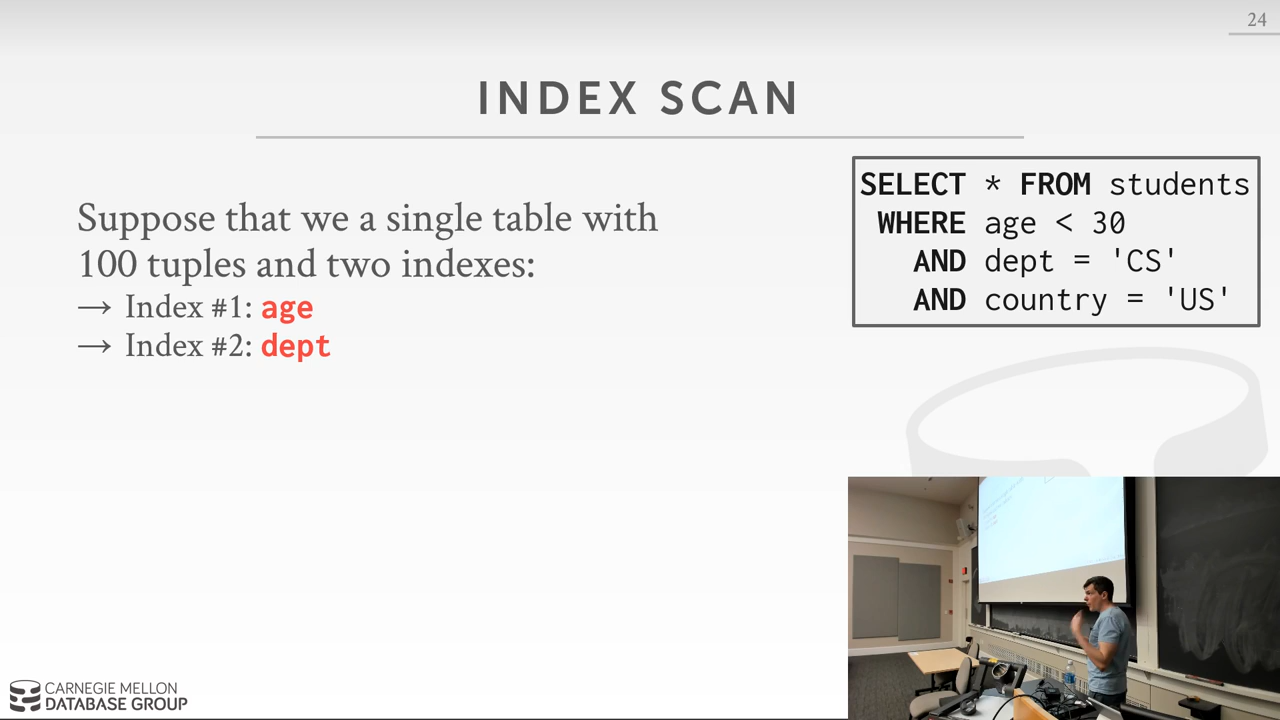 24
INDEX SCAN
Suppose that we a single table with
100 tuples and two indexes:
→ Index #1: age
→ Index #2: dept
SELECT * FROM students
WHERE age < 30
AND dept = 'CS'
AND country = 'US'
CARNEGIE MELLON
DATABASE GROUP